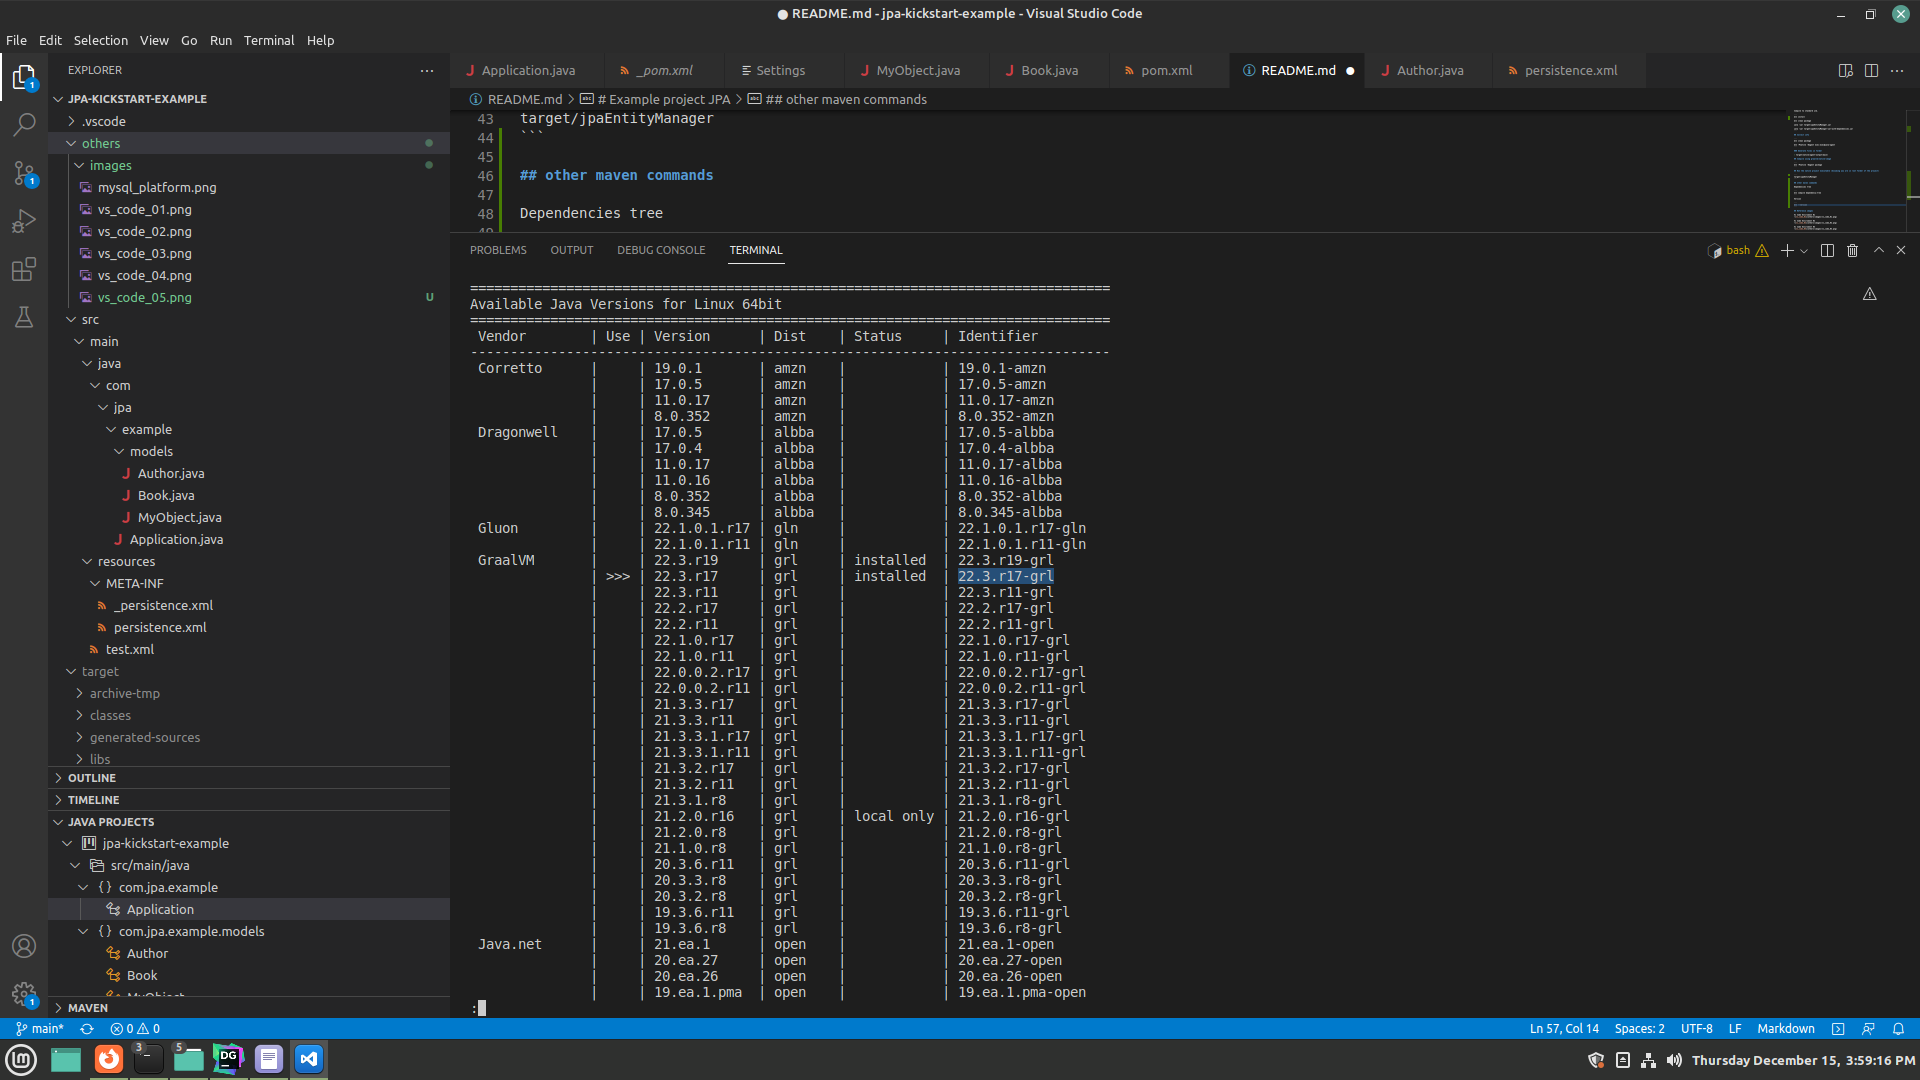 README.md - jpa-kickstart-example - Visual Studio Code
File Edit Selection View Go Run Terminal Help
EXPLORER
JPA-KICKSTART-EXAMPLE
.vscode
others
images
mysql_platform.png
vs_code_01.png
vs_code_02.png
vs_code_03.png
vs_code_04.png
vs_code_05.png U
src
main
java
com
jpa
example
models
Author.java
Book.java
MyObject.java
Application.java
resources
META-INF
_persistence.xml
persistence.xml
test.xml
target
archive-tmp
classes
generated-sources
libs
OUTLINE
TIMELINE
JAVA PROJECTS
jpa-kickstart-example
src/main/java
com.jpa.example
Application
com.jpa.example.models
Author
Book
MyObject
MAVEN
Application.java _pom.xml Settings MyObject.java Book.java pom.xml README.md Author.java persistence.xml
README.md > # Example project JPA > ## other maven commands
43 target/jpaEntityManager
44 ```
45
46 ## other maven commands
47
48 Dependencies tree
49
PROBLEMS OUTPUT DEBUG CONSOLE TERMINAL
bash
================================================================================
Available Java Versions for Linux 64bit
================================================================================
Vendor | Use | Version | Dist | Status | Identifier
--------------------------------------------------------------------------------
Corretto | | 19.0.1 | amzn | | 19.0.1-amzn
| | 17.0.5 | amzn | | 17.0.5-amzn
| | 11.0.17 | amzn | | 11.0.17-amzn
| | 8.0.352 | amzn | | 8.0.352-amzn
Dragonwell | | 17.0.5 | albba | | 17.0.5-albba
| | 17.0.4 | albba | | 17.0.4-albba
| | 11.0.17 | albba | | 11.0.17-albba
| | 11.0.16 | albba | | 11.0.16-albba
| | 8.0.352 | albba | | 8.0.352-albba
| | 8.0.345 | albba | | 8.0.345-albba
Gluon | | 22.1.0.1.r17 | gln | | 22.1.0.1.r17-gln
| | 22.1.0.1.r11 | gln | | 22.1.0.1.r11-gln
GraalVM | | 22.3.r19 | grl | installed | 22.3.r19-grl
| >>> | 22.3.r17 | grl | installed | 22.3.r17-grl
| | 22.3.r11 | grl | | 22.3.r11-grl
| | 22.2.r17 | grl | | 22.2.r17-grl
| | 22.2.r11 | grl | | 22.2.r11-grl
| | 22.1.0.r17 | grl | | 22.1.0.r17-grl
| | 22.1.0.r11 | grl | | 22.1.0.r11-grl
| | 22.0.0.2.r17 | grl | | 22.0.0.2.r17-grl
| | 22.0.0.2.r11 | grl | | 22.0.0.2.r11-grl
| | 21.3.3.r17 | grl | | 21.3.3.r17-grl
| | 21.3.3.r11 | grl | | 21.3.3.r11-grl
| | 21.3.3.1.r17 | grl | | 21.3.3.1.r17-grl
| | 21.3.3.1.r11 | grl | | 21.3.3.1.r11-grl
| | 21.3.2.r17 | grl | | 21.3.2.r17-grl
| | 21.3.2.r11 | grl | | 21.3.2.r11-grl
| | 21.3.1.r8 | grl | | 21.3.1.r8-grl
| | 21.2.0.r16 | grl | local only | 21.2.0.r16-grl
| | 21.2.0.r8 | grl | | 21.2.0.r8-grl
| | 21.1.0.r8 | grl | | 21.1.0.r8-grl
| | 20.3.6.r11 | grl | | 20.3.6.r11-grl
| | 20.3.3.r8 | grl | | 20.3.3.r8-grl
| | 20.3.2.r8 | grl | | 20.3.2.r8-grl
| | 19.3.6.r11 | grl | | 19.3.6.r11-grl
| | 19.3.6.r8 | grl | | 19.3.6.r8-grl
Java.net | | 21.ea.1 | open | | 21.ea.1-open
| | 20.ea.27 | open | | 20.ea.27-open
| | 20.ea.26 | open | | 20.ea.26-open
| | 19.ea.1.pma | open | | 19.ea.1.pma-open
:
main* 0 0 Ln 57, Col 14 Spaces: 2 UTF-8 LF Markdown
3 5 DG Thursday December 15, 3:59:16 PM